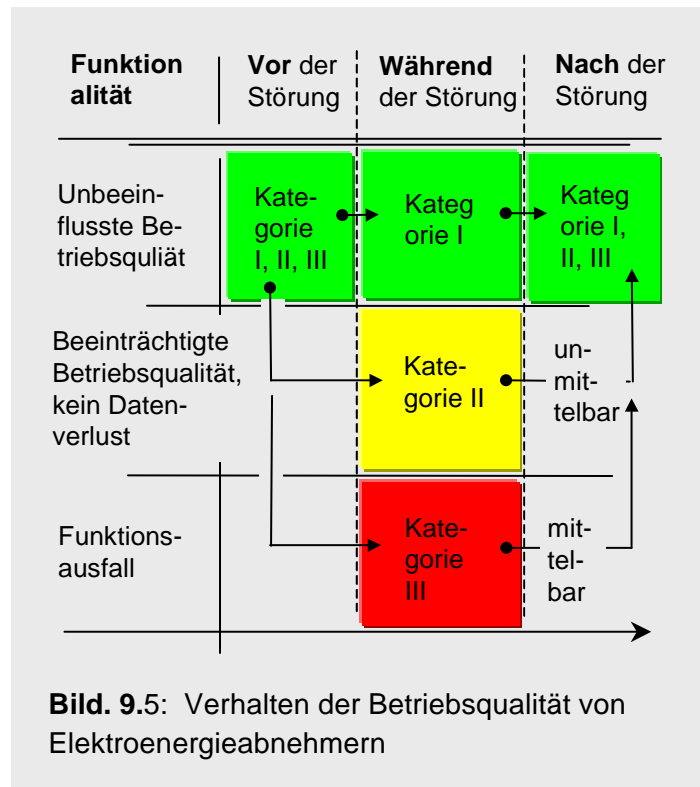 Funktion
alität
Vor der
Störung
Während
der Störung
Nach der
Störung
Unbeein-
flusste Be-
triebsquliät
Kate-
gorie
I, II, III
Kateg
orie I
Kateg
orie I,
II, III
Beeinträchtigte
Betriebsqualität,
kein Daten-
verlust
Kate-
gorie II
un-
mit-
telbar
Funktions-
ausfall
Kate-
gorie
III
mit-
tel-
bar
Bild. 9.5: Verhalten der Betriebsqualität von
Elektroenergieabnehmern